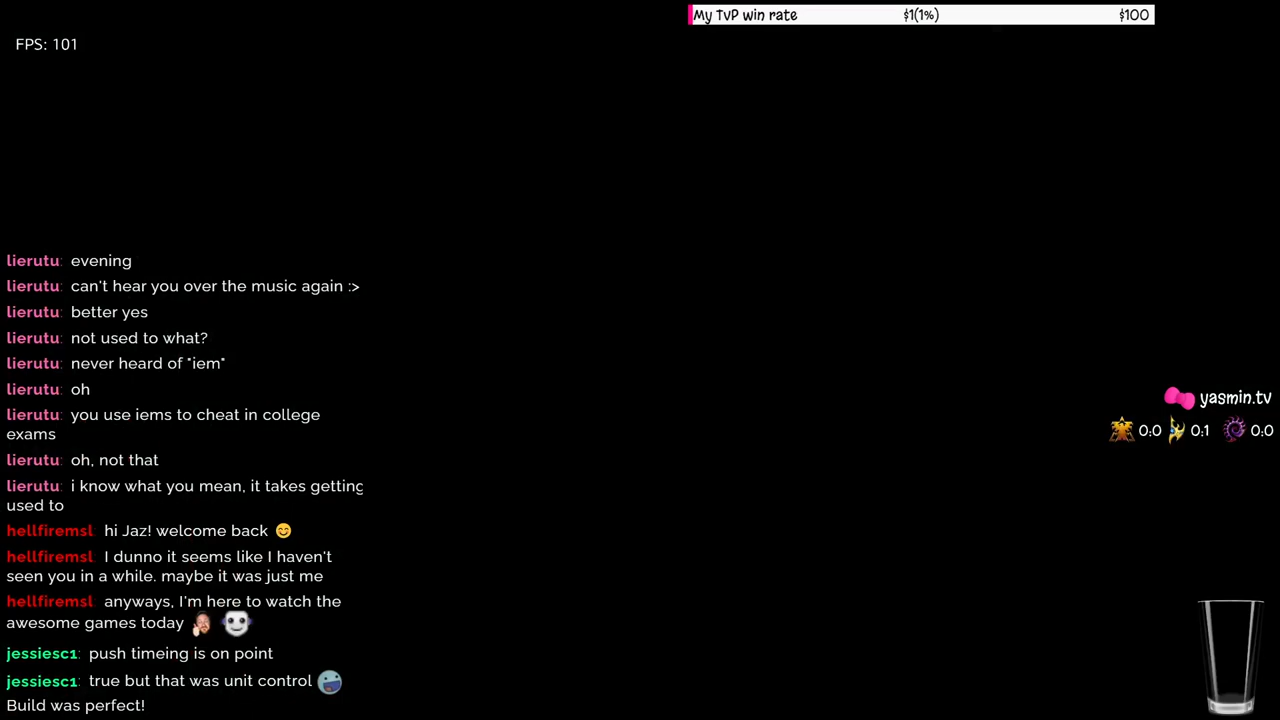 My TvP win rate $1(1%) $100
FPS: 101
lierutu: evening
lierutu: can't hear you over the music again :>
lierutu: better yes
lierutu: not used to what?
lierutu: never heard of "iem"
lierutu: oh
lierutu: you use iems to cheat in college
exams
lierutu: oh, not that
lierutu: i know what you mean, it takes getting
used to
hellfiremsl: hi Jaz! welcome back 😊
hellfiremsl: I dunno it seems like I haven't
seen you in a while. maybe it was just me
hellfiremsl: anyways, I'm here to watch the
awesome games today
jessiesc1: push timeing is on point
jessiesc1: true but that was unit control
Build was perfect!
yasmin.tv
0:0 0:1 0:0